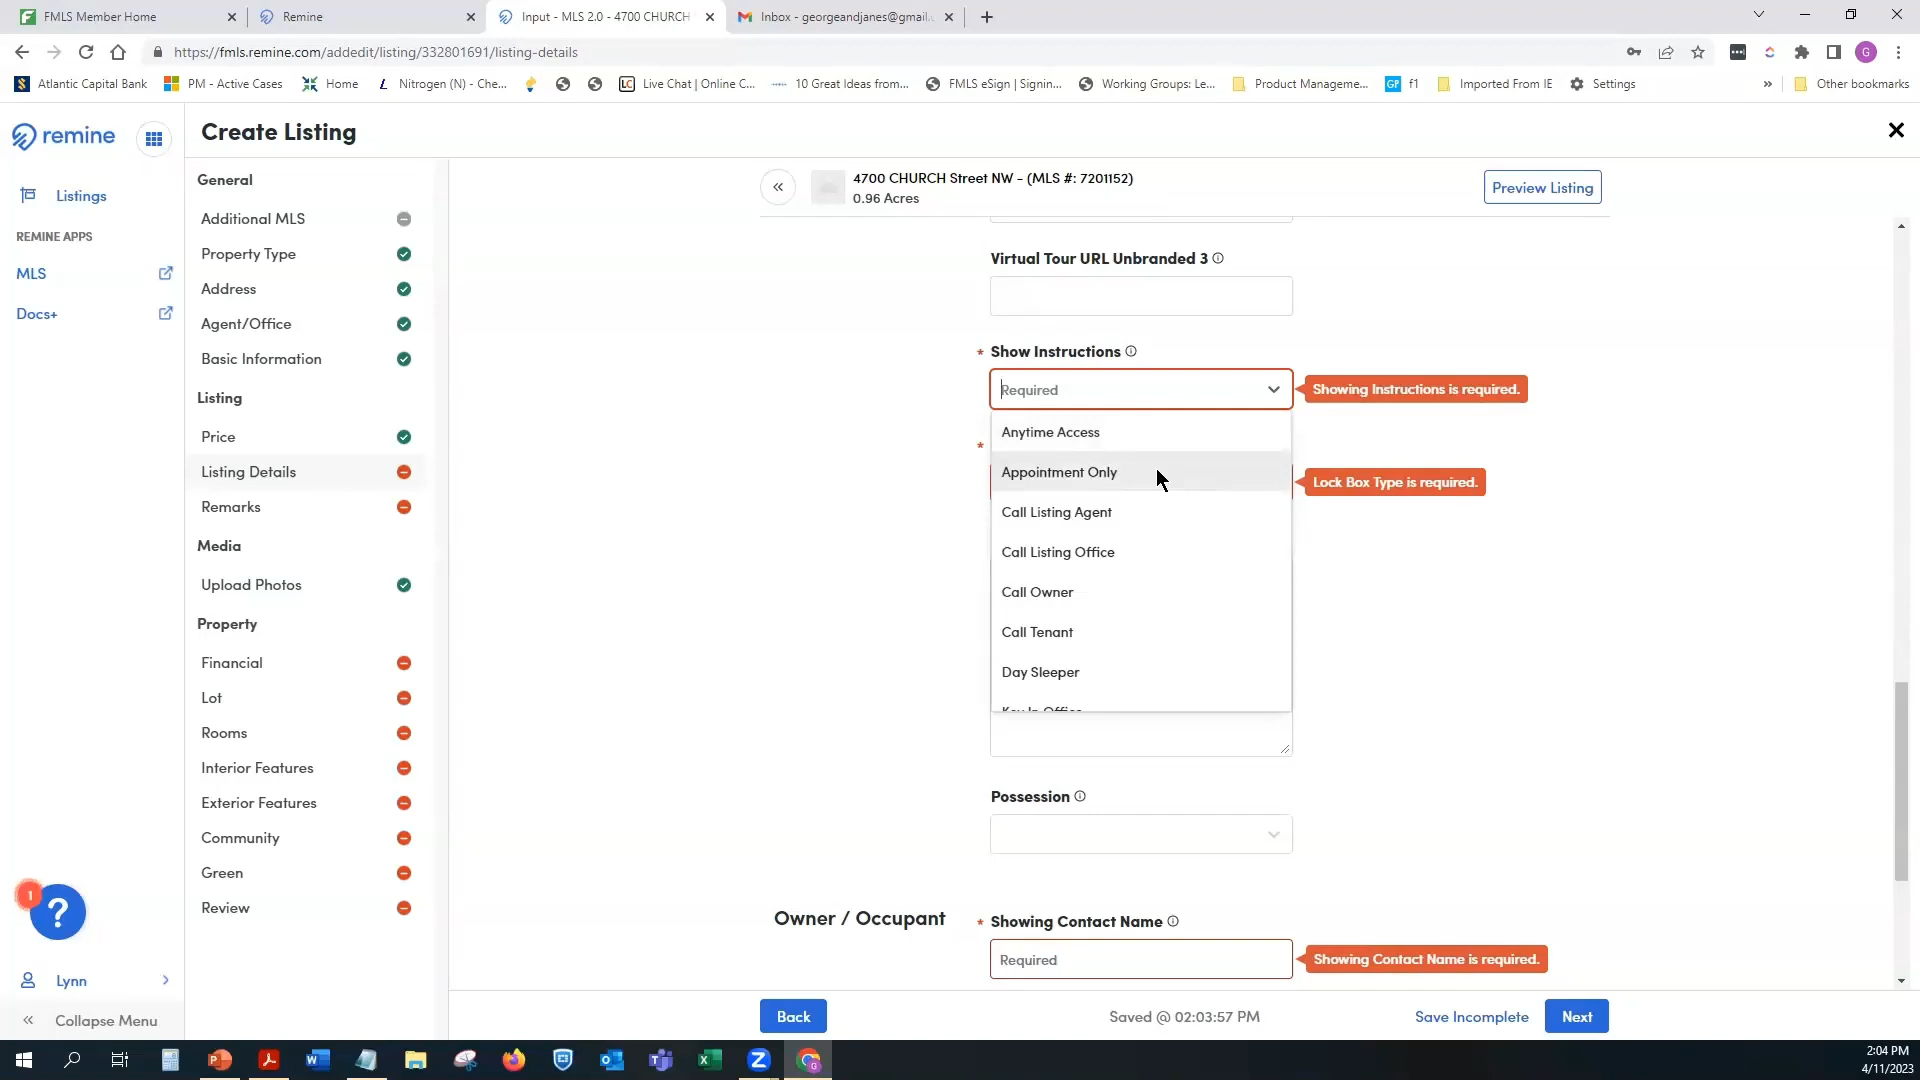 FMLS Member Home
Remine
Input - MLS 2.0 - 4700 CHURCH
Inbox - georgeandjanes@gmail.
https://fmls.remine.com/addedit/listing/332801691/listing-details
G
Atlantic Capital Bank
PM - Active Cases
Home
Nitrogen (N) - Che...
Live Chat | Online C...
10 Great Ideas from...
FMLS eSign | Signin...
Working Groups: Le...
Product Manageme...
GP f1
Imported From IE
Settings
Other bookmarks
remine
Create Listing
Listings
REMINE APPS
MLS
Docs+
General
Additional MLS
Property Type
Address
Agent/Office
Basic Information
Listing
Price
Listing Details
Remarks
Media
Upload Photos
Property
Financial
Lot
Rooms
Interior Features
Exterior Features
Community
Green
Review
1
?
Lynn
Collapse Menu
4700 CHURCH Street NW - (MLS #: 7201152)
0.96 Acres
Preview Listing
Virtual Tour URL Unbranded 3
* Show Instructions
Required
Showing Instructions is required.
Anytime Access
*
Appointment Only
Lock Box Type is required.
Call Listing Agent
Call Listing Office
Call Owner
Call Tenant
Day Sleeper
Key In Office
Possession
Owner / Occupant
* Showing Contact Name
Required
Showing Contact Name is required.
Back
Saved @ 02:03:57 PM
Save Incomplete
Next
2:04 PM
4/11/2023